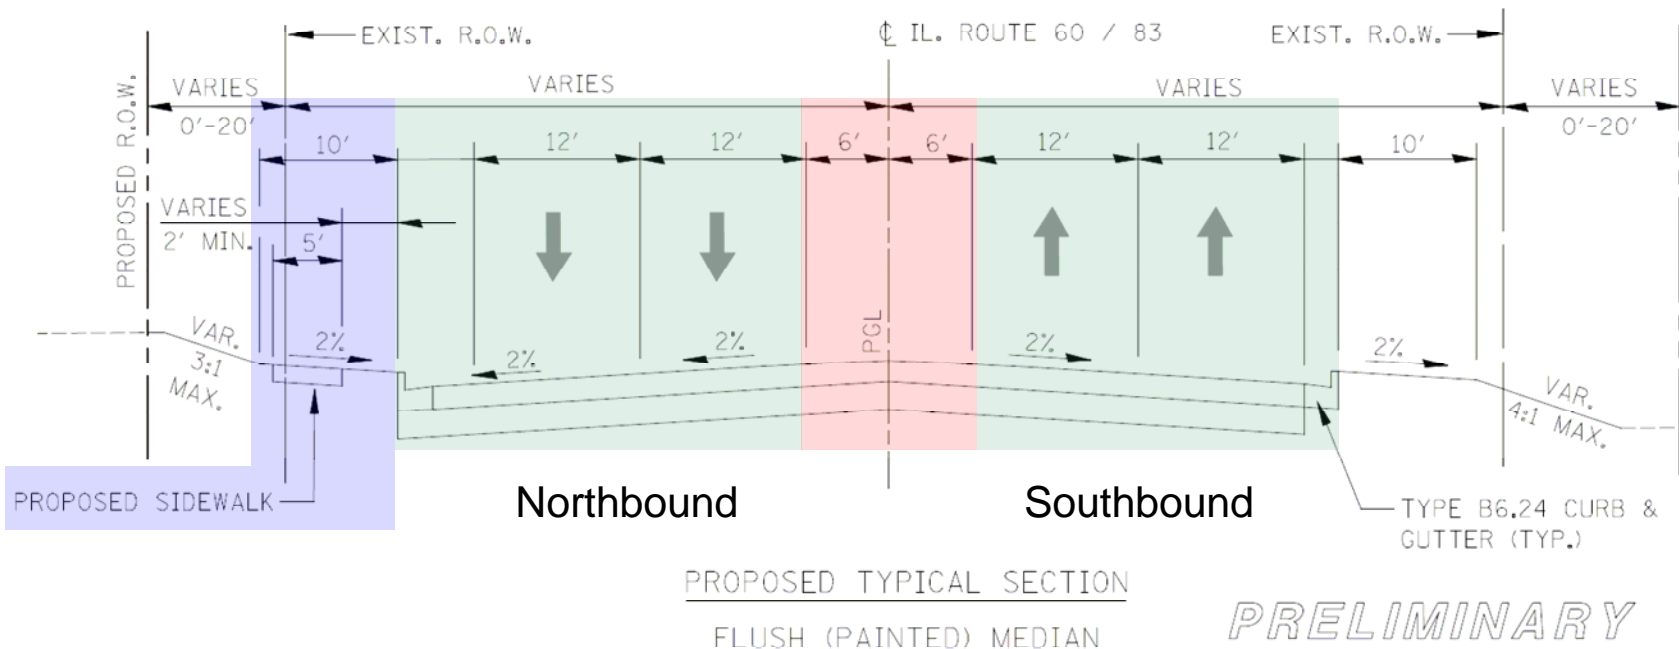 EXIST. R.O.W.
℄ IL. ROUTE 60 / 83
EXIST. R.O.W.
PROPOSED R.O.W.
VARIES
0'-20'
VARIES
VARIES
VARIES
0'-20'
10'
12'
12'
6'
6'
12'
12'
10'
VARIES
2' MIN.
5'
VAR.
3:1
MAX.
2%
2%
2%
PGL
2%
2%
VAR.
4:1 MAX.
PROPOSED SIDEWALK
Northbound
Southbound
TYPE B6.24 CURB &
GUTTER (TYP.)
PROPOSED TYPICAL SECTION
FLUSH (PAINTED) MEDIAN
PRELIMINARY